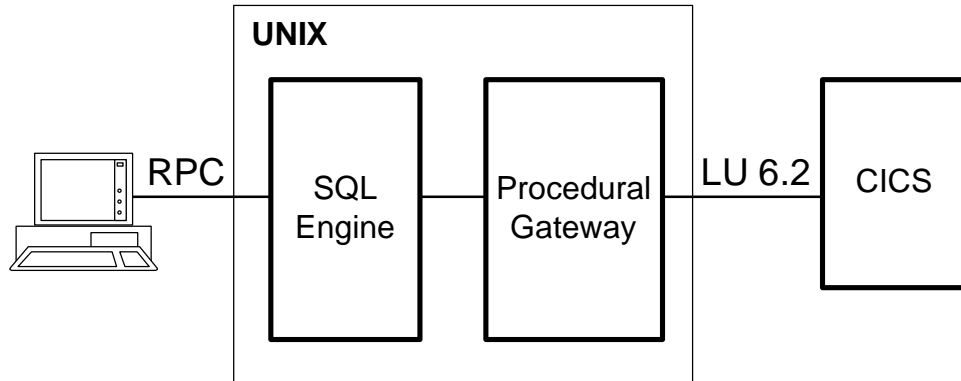 UNIX
RPC
SQL
Engine
Procedural
Gateway
LU 6.2
CICS